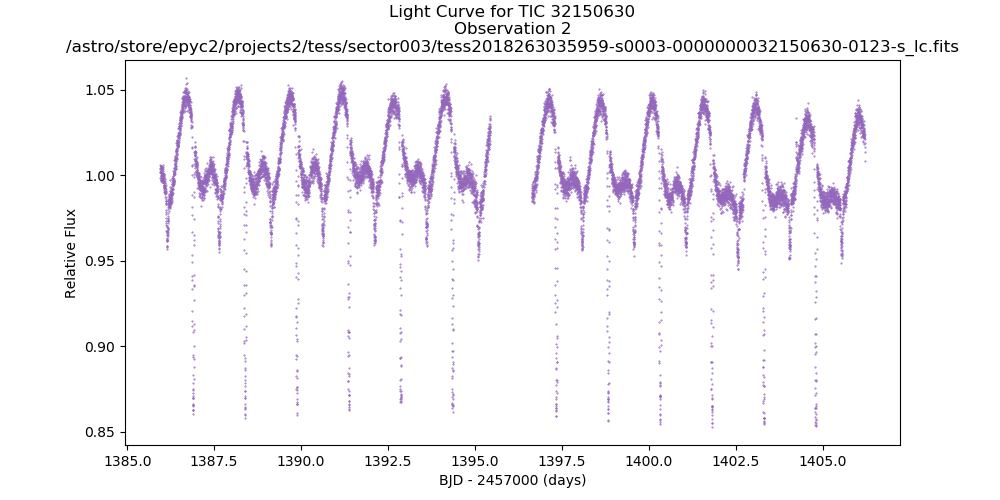 Light Curve for TIC 32150630
Observation 2
/astro/store/epyc2/projects2/tess/sector003/tess2018263035959-s0003-0000000032150630-0123-s_lc.fits
1.05
1.00
0.95
0.90
0.85
Relative Flux
1385.0 1387.5 1390.0 1392.5 1395.0 1397.5 1400.0 1402.5 1405.0
BJD - 2457000 (days)